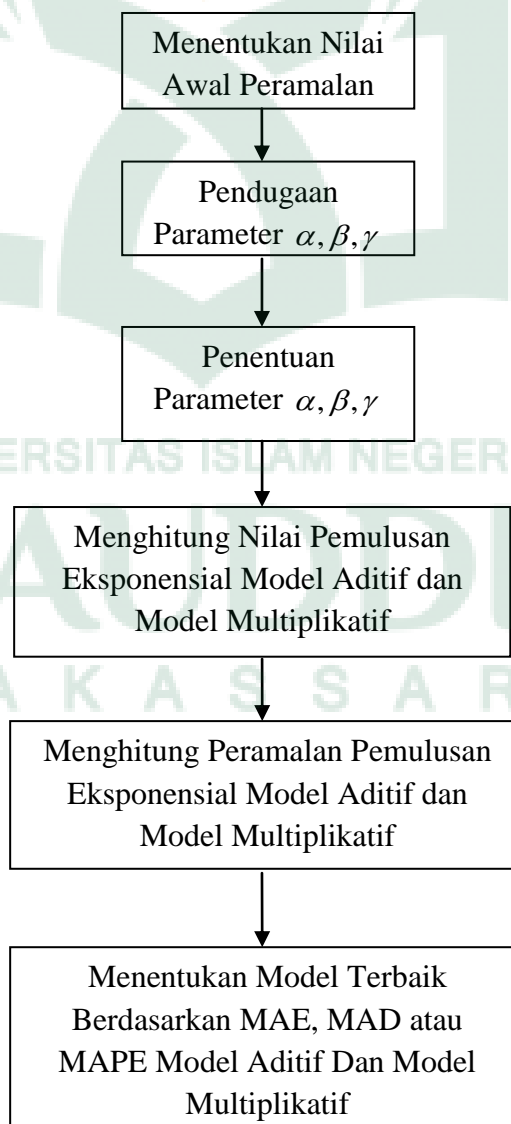 Menentukan Nilai
Awal Peramalan
Pendugaan
Parameter α, β, γ
Penentuan
Parameter α, β, γ
ERSITAS ISLAM NEGER
Menghitung Nilai Pemulusan
Eksponensial Model Aditif dan
Model Multiplikatif
AUDD
A K A S S A R
Menghitung Peramalan Pemulusan
Eksponensial Model Aditif dan
Model Multiplikatif
Menentukan Model Terbaik
Berdasarkan MAE, MAD atau
MAPE Model Aditif Dan Model
Multiplikatif